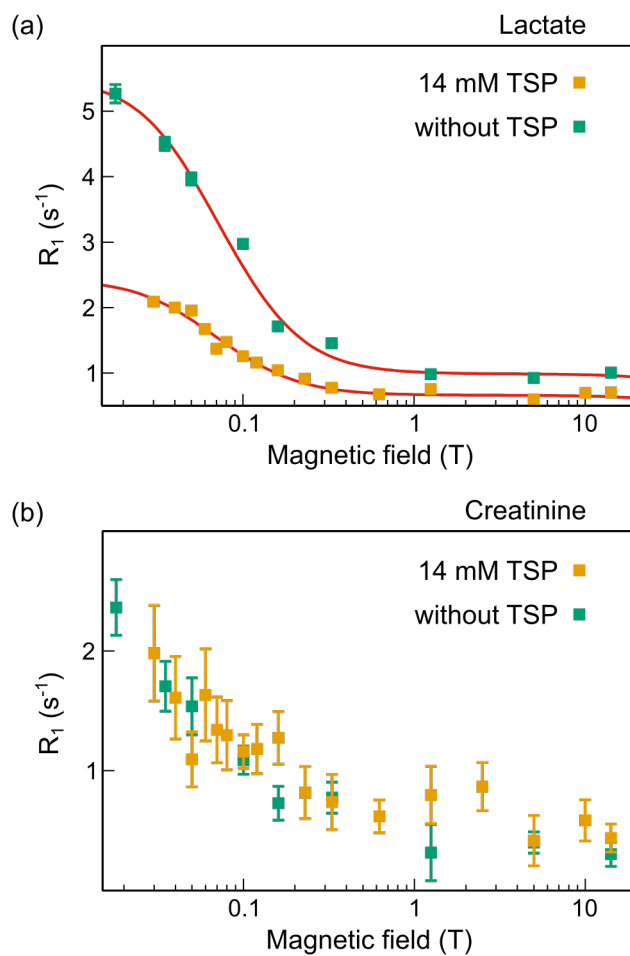 (a)
Lactate
14 mM TSP
without TSP
R₁ (s⁻¹)
5
4
3
2
1
0.1
1
10
Magnetic field (T)
(b)
Creatinine
14 mM TSP
without TSP
R₁ (s⁻¹)
2
1
0.1
1
10
Magnetic field (T)